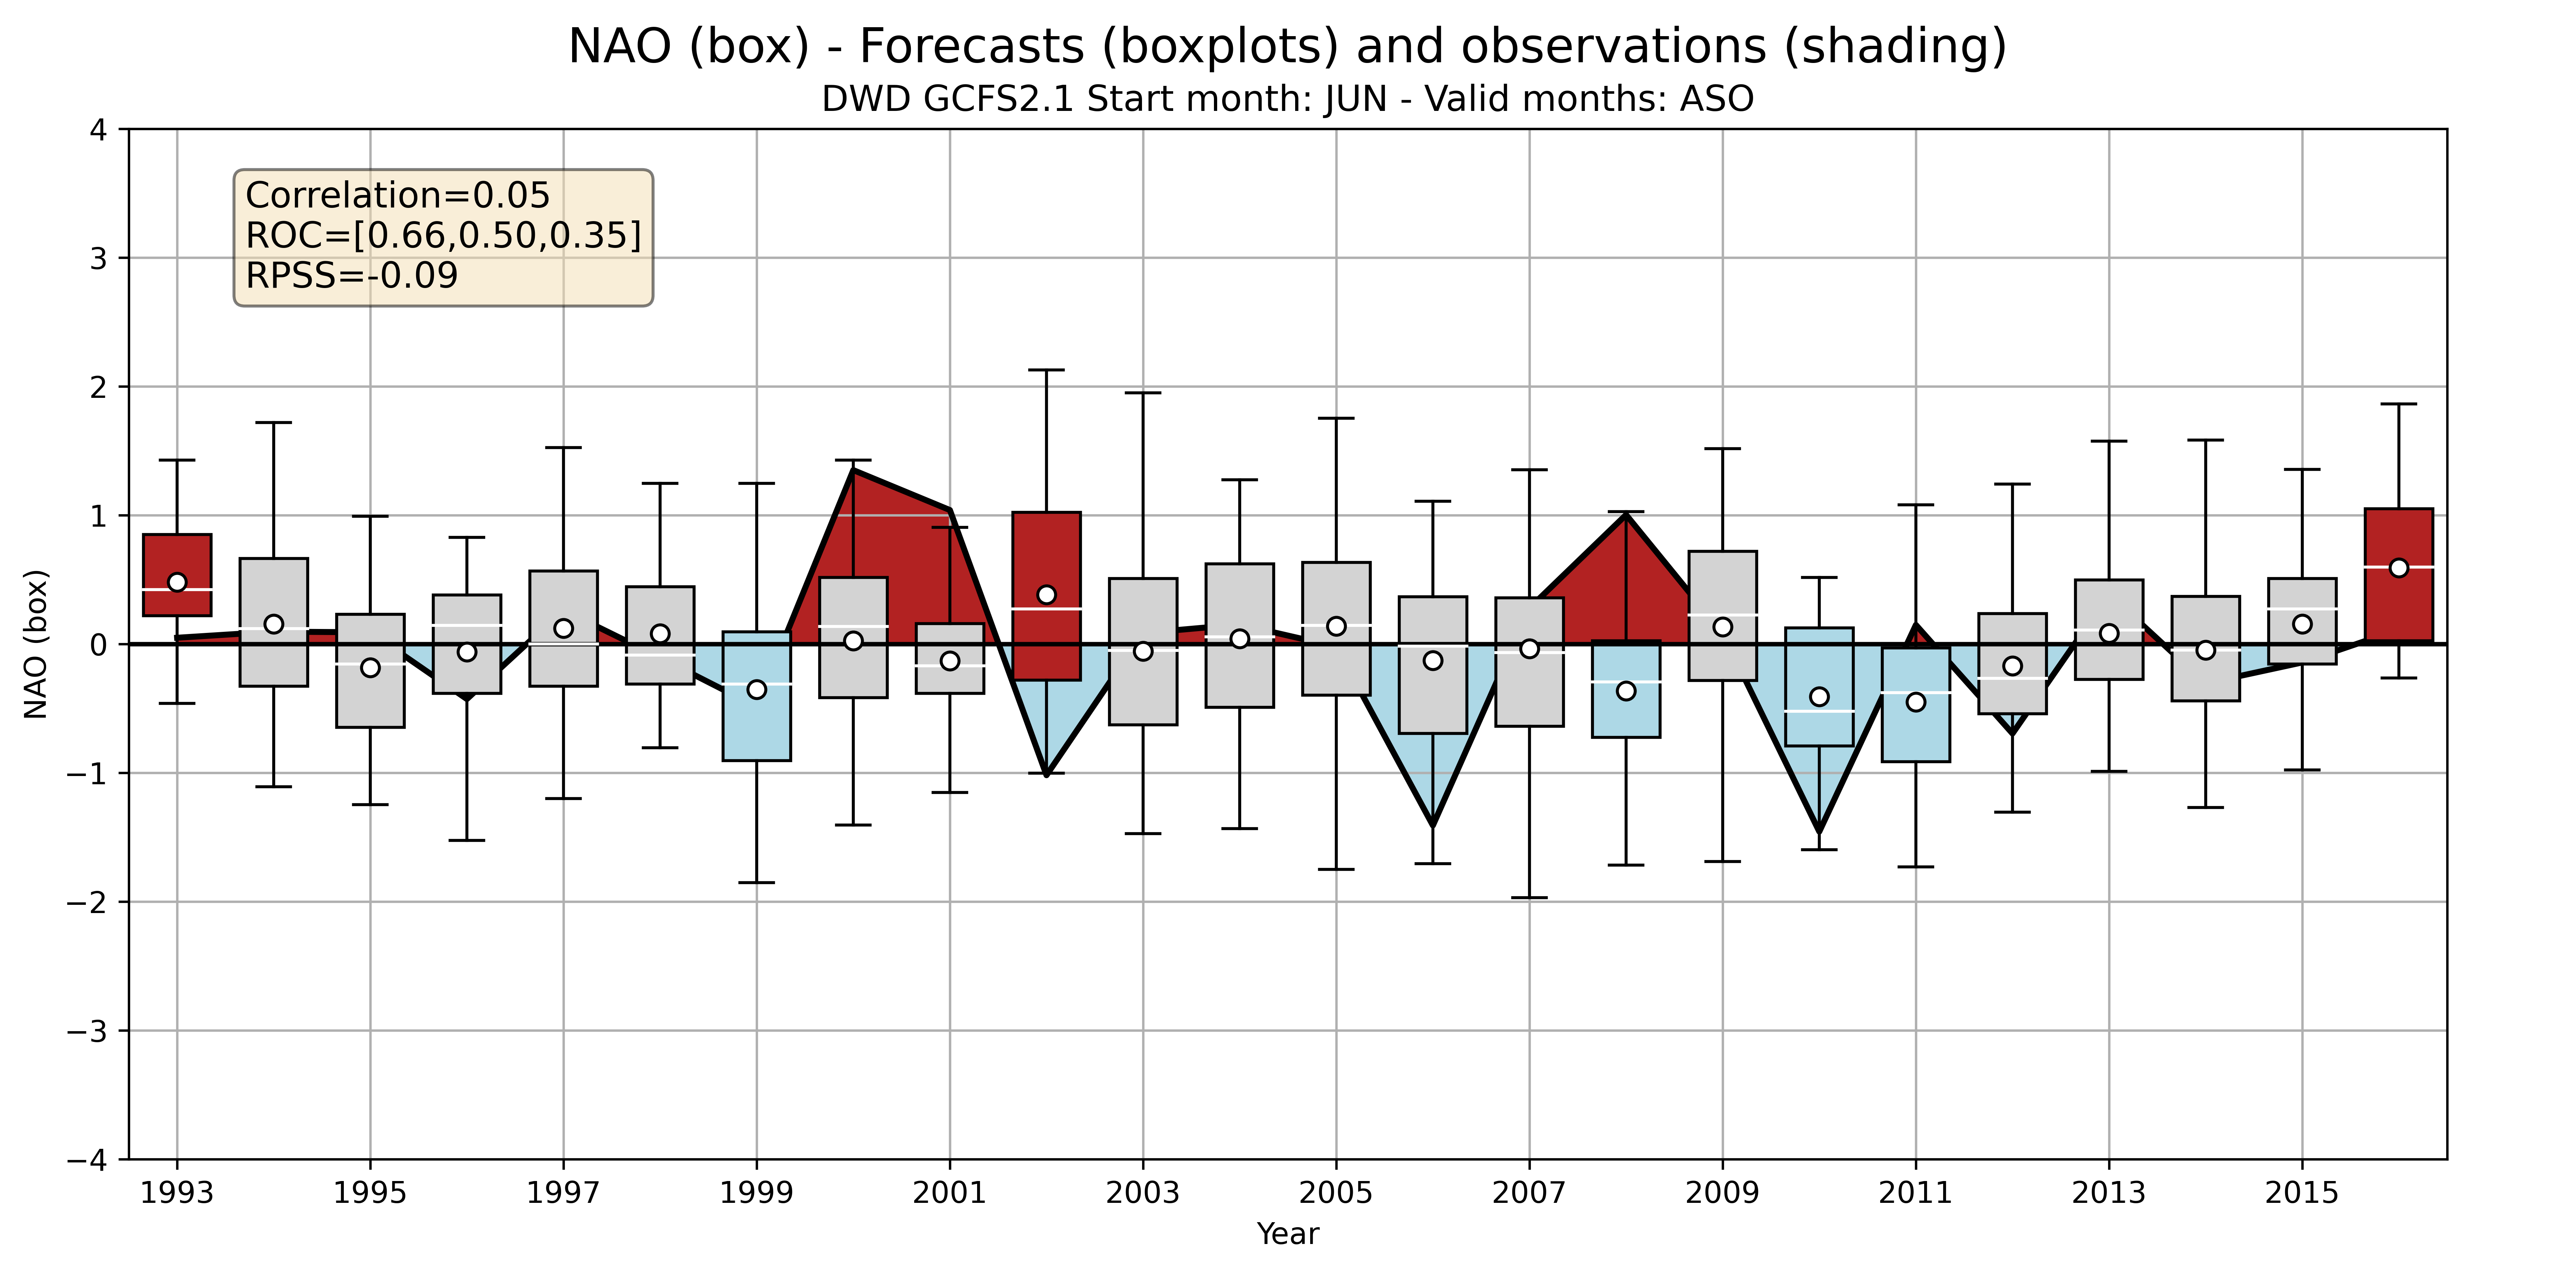 NAO (box) - Forecasts (boxplots) and observations (shading)
DWD GCFS2.1 Start month: JUN - Valid months: ASO
Correlation=0.05
ROC=[0.66,0.50,0.35]
RPSS=-0.09
NAO (box)
4
3
2
1
0
−1
−2
−3
−4
1993 1995 1997 1999 2001 2003 2005 2007 2009 2011 2013 2015
Year